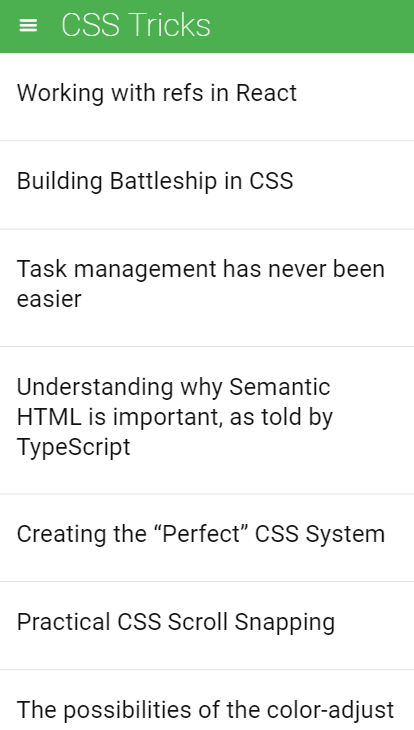 CSS Tricks
Working with refs in React
Building Battleship in CSS
Task management has never been
easier
Understanding why Semantic
HTML is important, as told by
TypeScript
Creating the “Perfect” CSS System
Practical CSS Scroll Snapping
The possibilities of the color-adjust